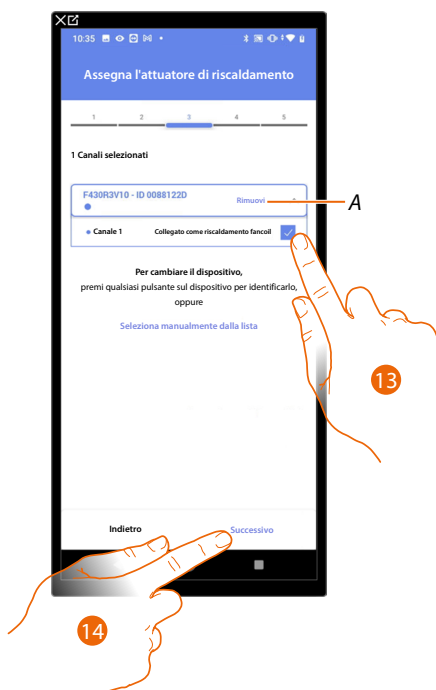 10:35
Assegna l'attuatore di riscaldamento
1 2 3 4 5
1 Canali selezionati
F430R3V10 - ID 0088122D
Rimuovi
A
Canale 1 Collegato come riscaldamento fancoil
Per cambiare il dispositivo,
premi qualsiasi pulsante sul dispositivo per identificarlo,
oppure
Seleziona manualmente dalla lista
13
Indietro Successivo
14